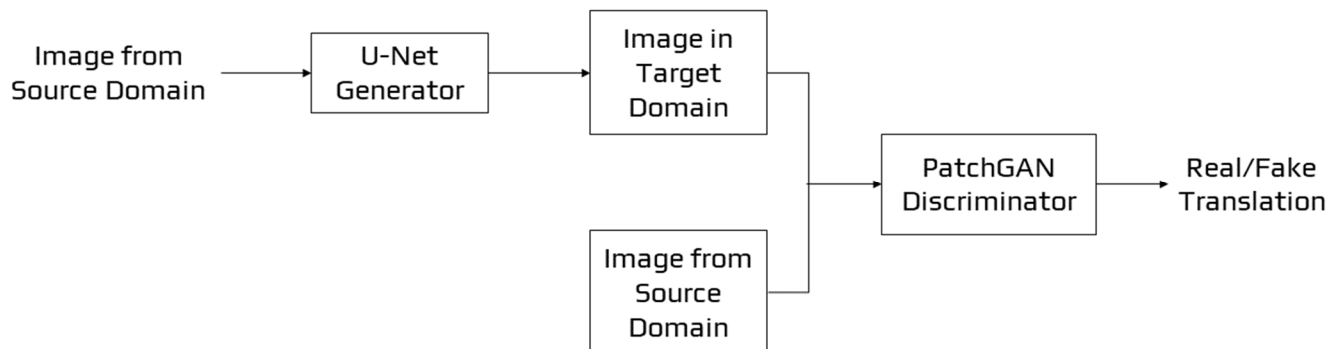 Image from
Source Domain
U-Net
Generator
Image in
Target
Domain
Image from
Source
Domain
PatchGAN
Discriminator
Real/Fake
Translation